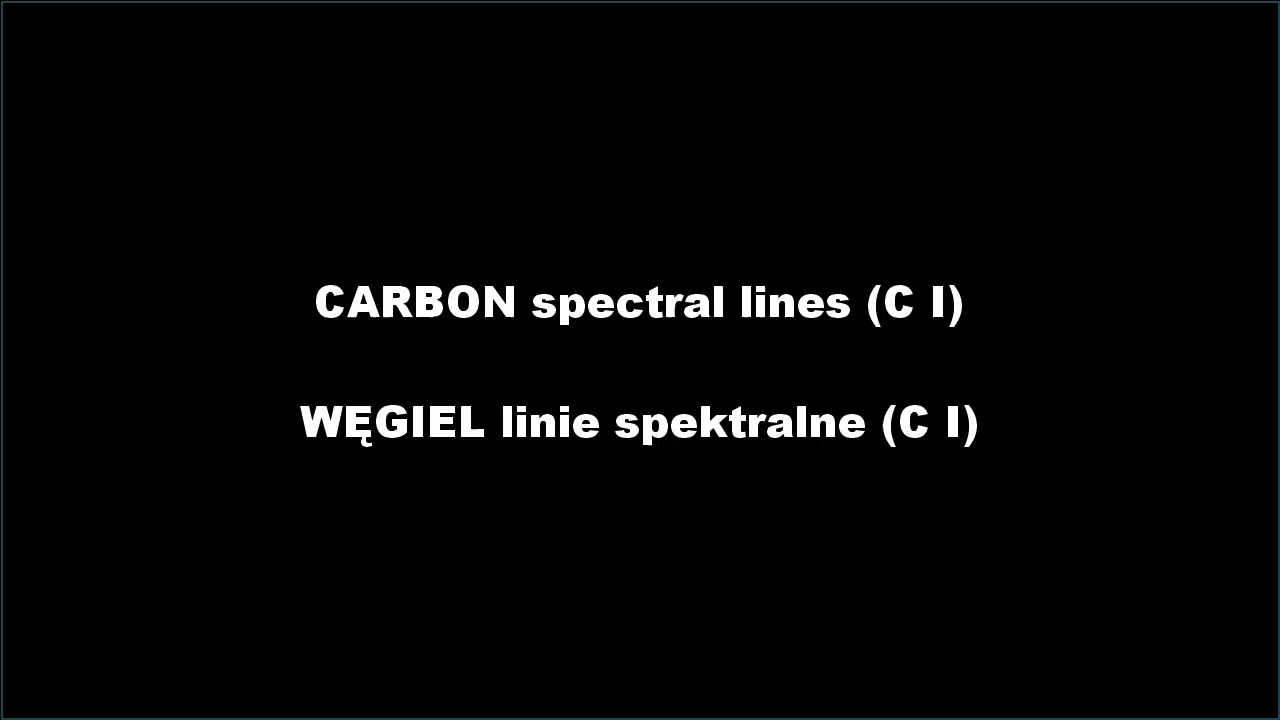 CARBON spectral lines (C I)
WĘGIEL linie spektralne (C I)